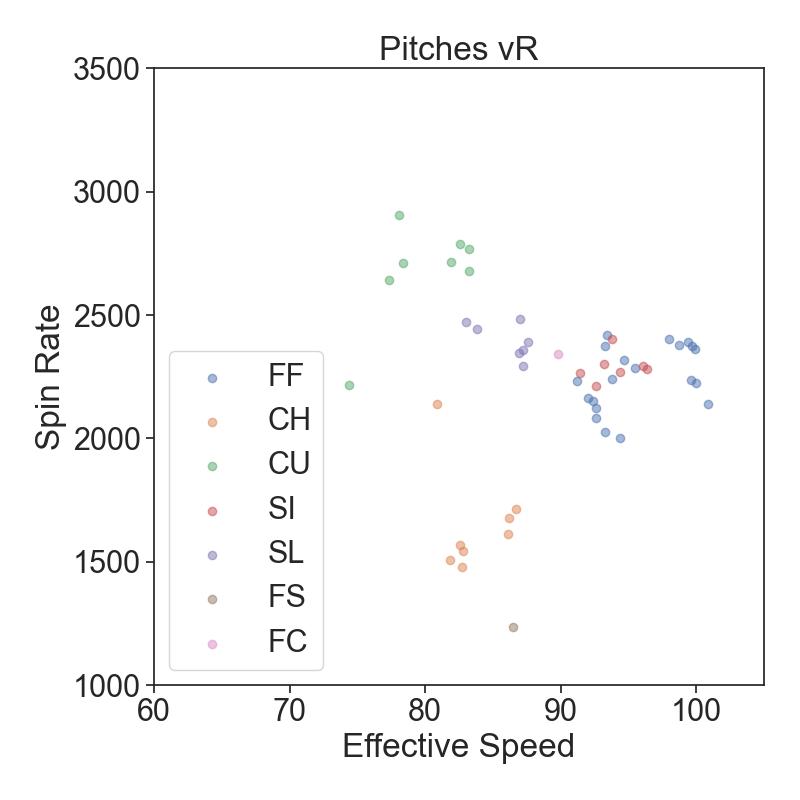 Pitches vR
3500
3000
2500
2000
1500
1000
Spin Rate
FF
CH
CU
SI
SL
FS
FC
60 70 80 90 100
Effective Speed